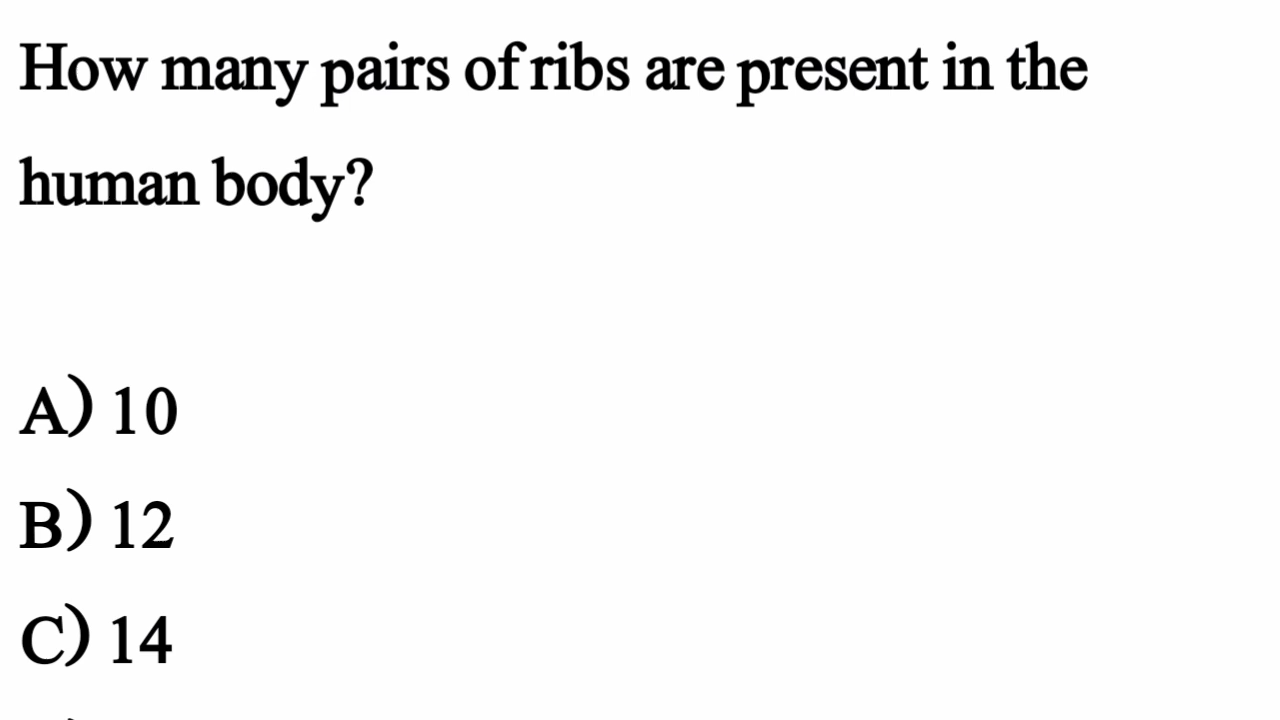 How many pairs of ribs are present in the
human body?
A) 10
B) 12
C) 14